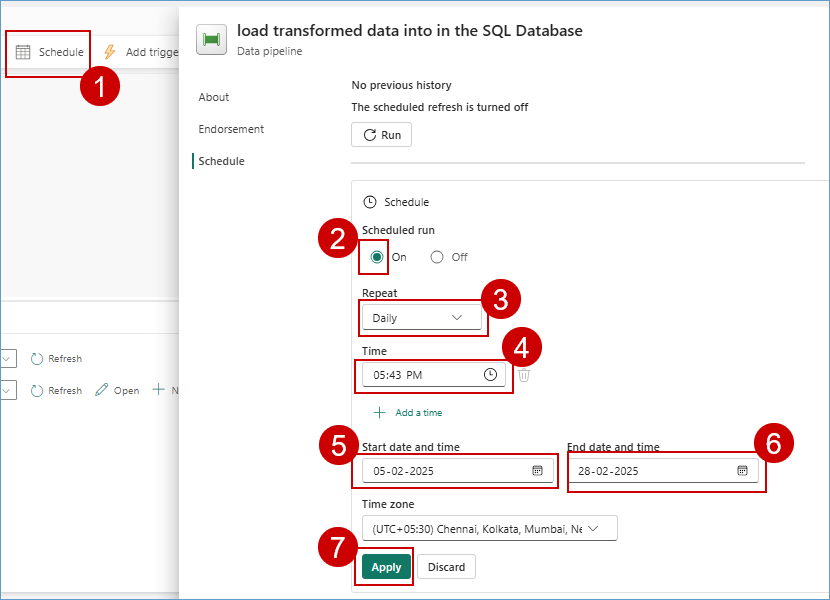 load transformed data into in the SQL Database
Data pipeline
Schedule
Add trigge
1
About
Endorsement
Schedule
No previous history
The scheduled refresh is turned off
Run
Schedule
Scheduled run
2
On
Off
Repeat
3
Daily
Time
4
05:43 PM
Add a time
Refresh
Refresh
Open
N
5
Start date and time
05-02-2025
End date and time
6
28-02-2025
Time zone
(UTC+05:30) Chennai, Kolkata, Mumbai, Ne
7
Apply
Discard